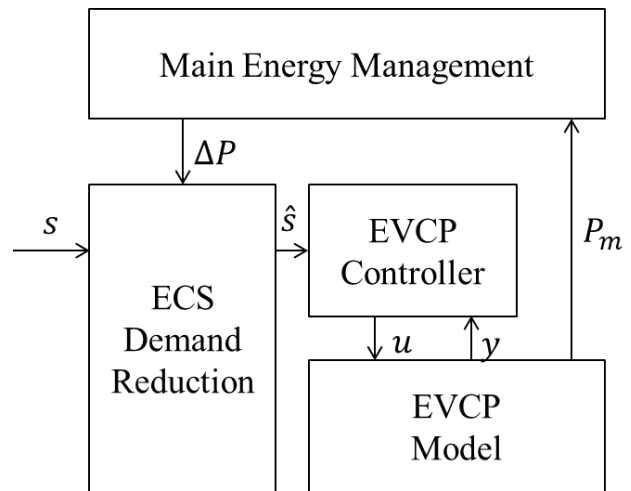 Main Energy Management
ΔP
s
ŝ
EVCP
Controller
P_m
ECS
Demand
Reduction
u
y
EVCP
Model